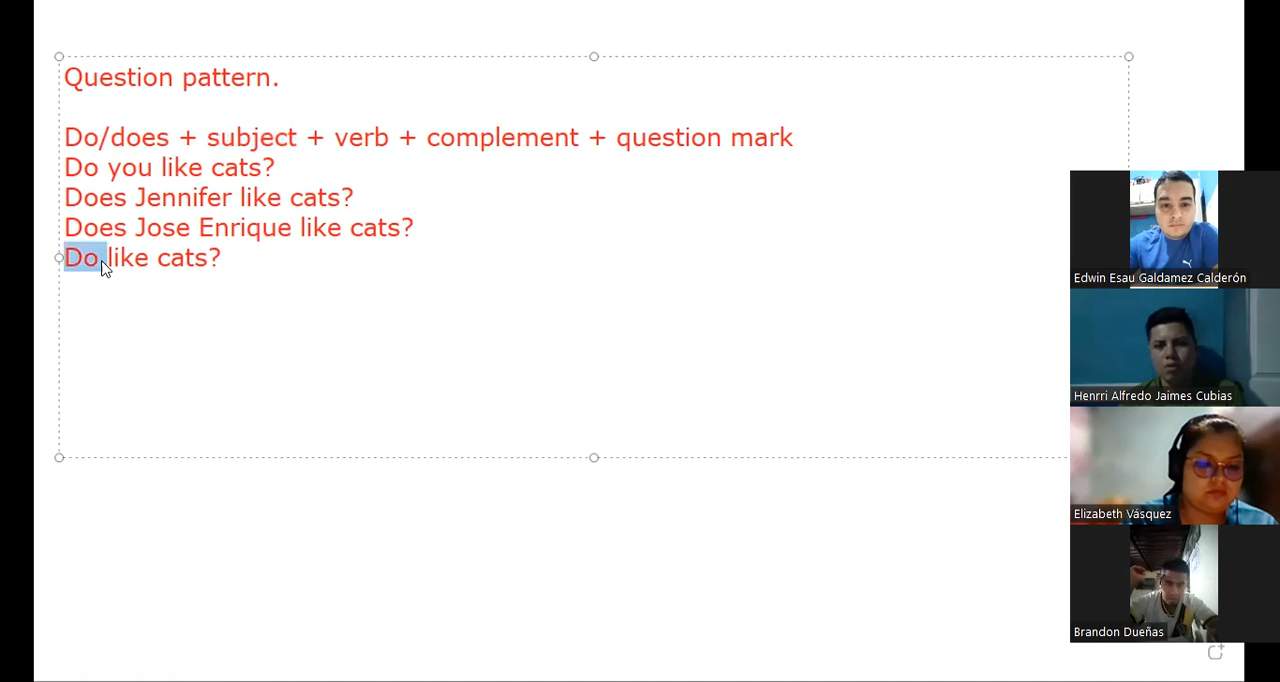 Question pattern.
Do/does + subject + verb + complement + question mark
Do you like cats?
Does Jennifer like cats?
Does Jose Enrique like cats?
Do like cats?
Edwin Esau Galdamez Calderón
Henrri Alfredo Jaimes Cubias
Elizabeth Vásquez
Brandon Dueñas